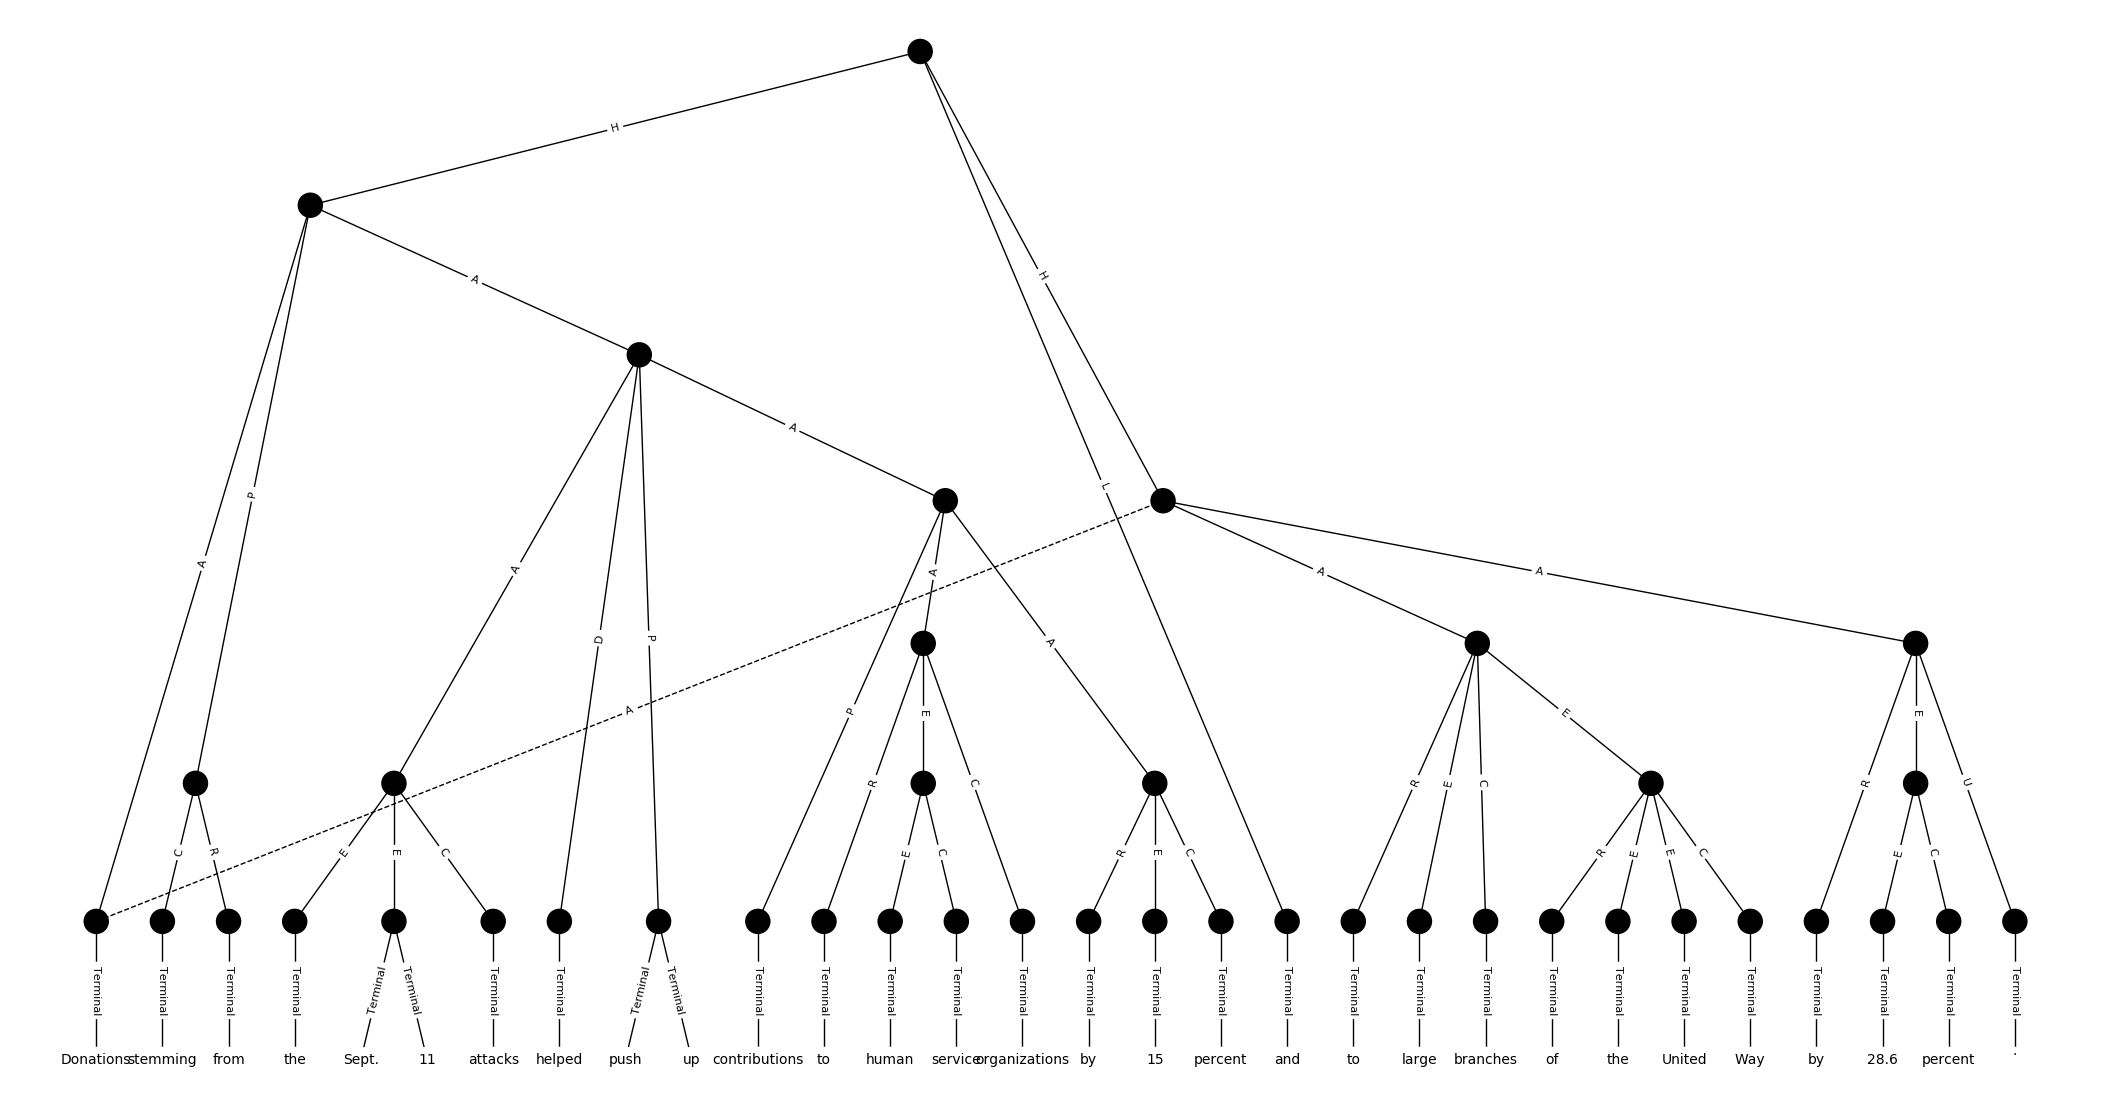 H
H
A
A
P
A
L
A
A
A
D
P
A
A
A
P
R
E
C
R
E
C
E
R
E
U
C
R
E
E
C
E
C
R
E
C
R
E
E
C
E
C
Terminal Terminal Terminal Terminal Terminal Terminal Terminal Terminal Terminal Terminal Terminal Terminal Terminal Terminal Terminal Terminal Terminal Terminal Terminal Terminal Terminal Terminal Terminal Terminal Terminal Terminal Terminal Terminal Terminal Terminal
Donations stemming from the Sept. 11 attacks helped push up contributions to human service organizations by 15 percent and to large branches of the United Way by 28.6 percent .